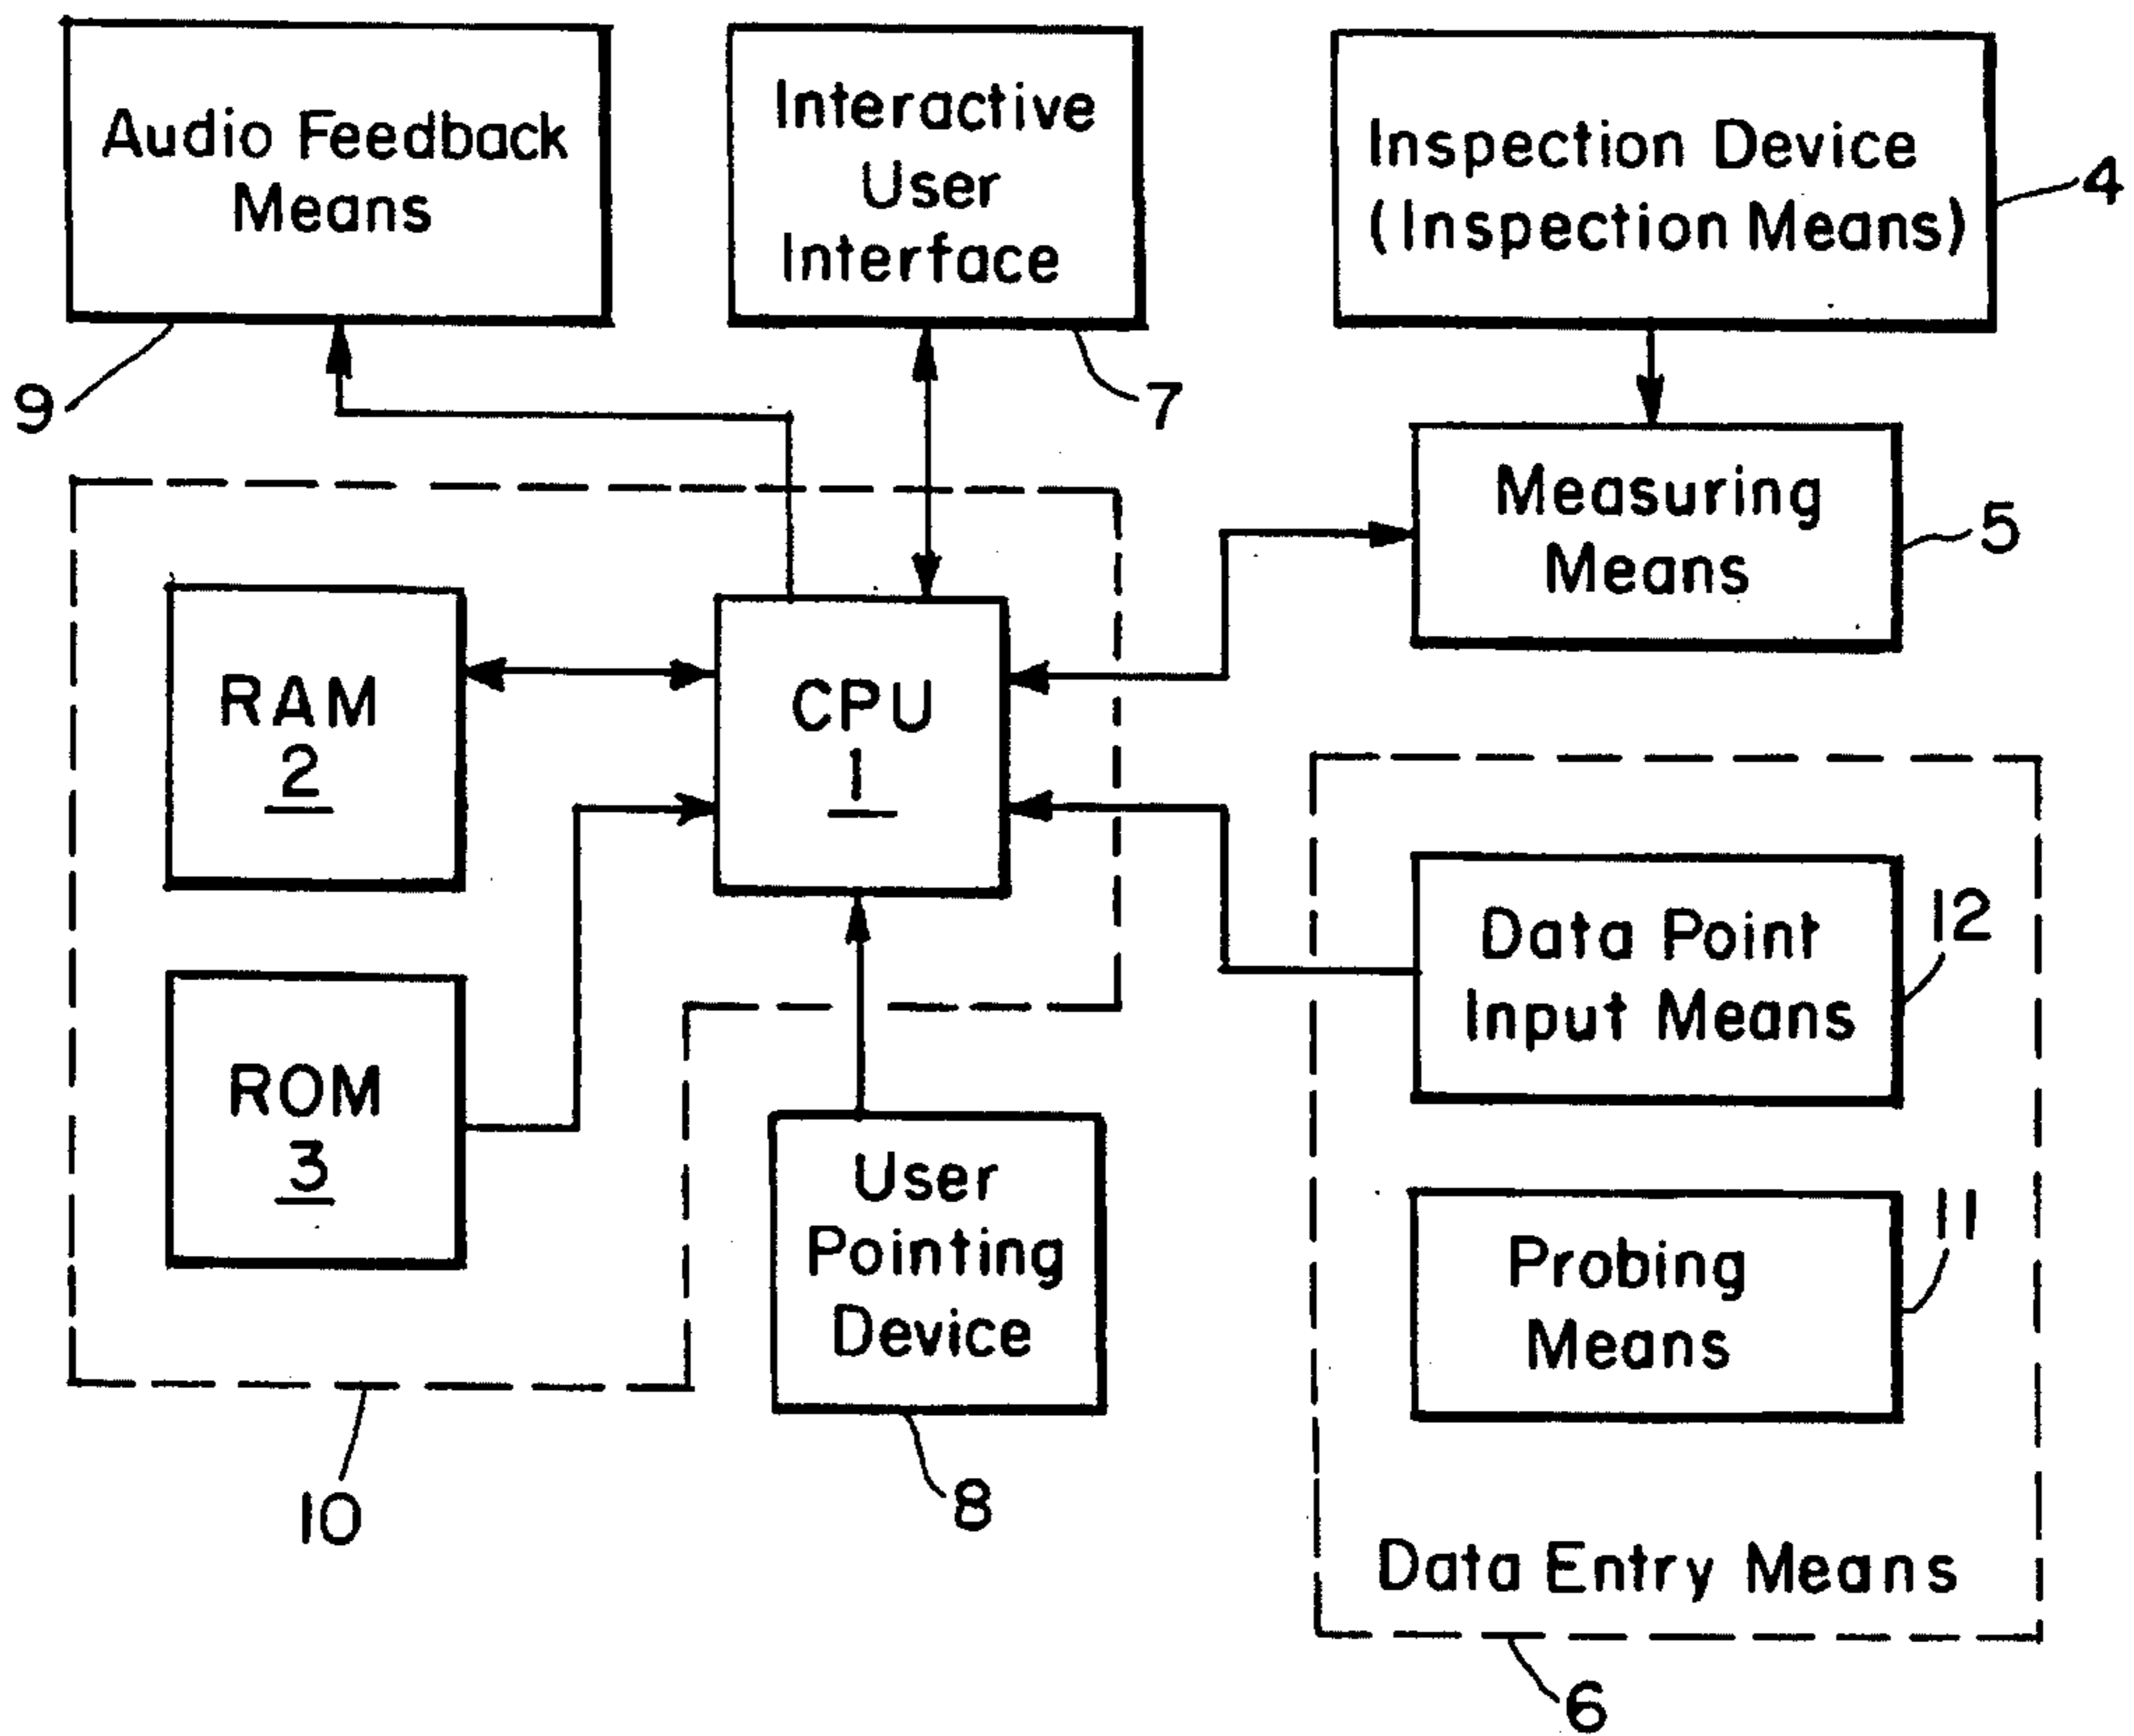 Audio Feedback
Means
9
Interactive
User
Interface
7
Inspection Device
(Inspection Means)
4
Measuring
Means
5
RAM
2
CPU
1
ROM
3
10
User
Pointing
Device
8
Data Point
Input Means
12
Probing
Means
11
Data Entry Means
6